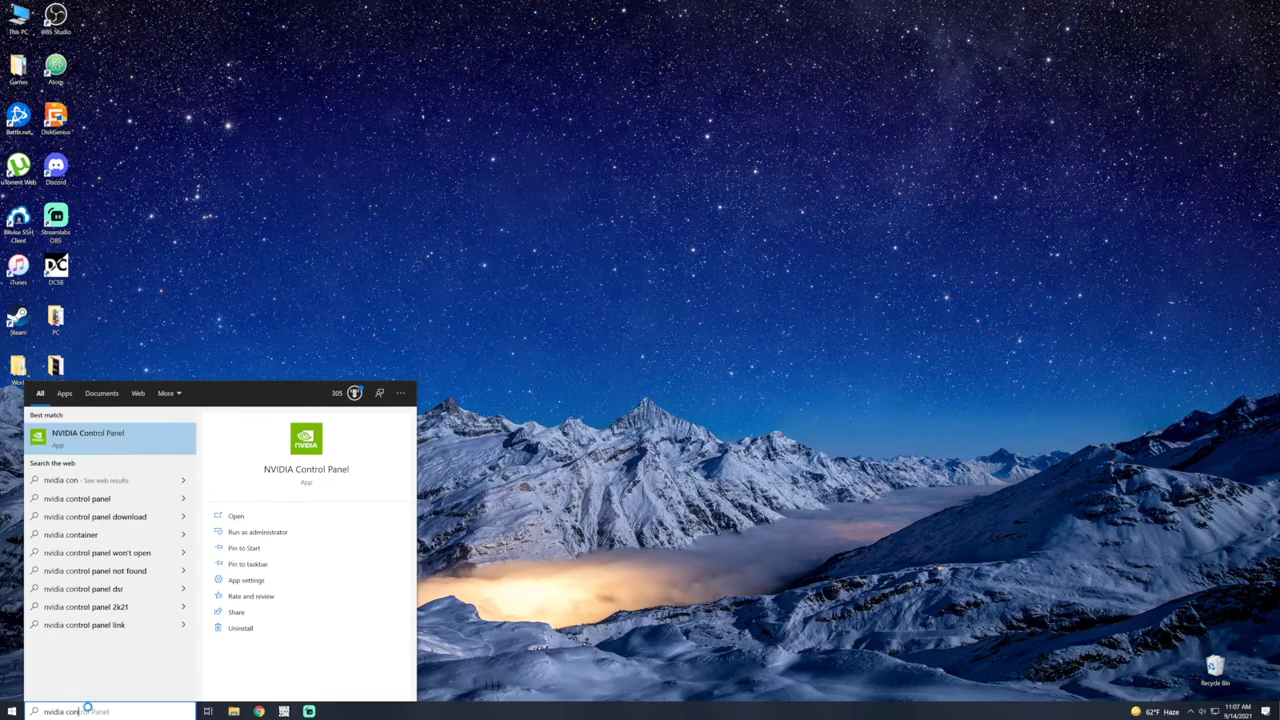 This PC
OBS Studio
Games
Atom
Battle.net
DiskGenius
uTorrent Web
Discord
Bitvise SSH
Client
Streamlabs
OBS
iTunes
DCS8
Steam
PC
All
Apps
Documents
Web
More
305
...
Best match
NVIDIA Control Panel
App
Search the web
nvidia con - See web results
nvidia control panel
nvidia control panel download
nvidia container
nvidia control panel won't open
nvidia control panel not found
nvidia control panel dsr
nvidia control panel 2k21
nvidia control panel link
NVIDIA
NVIDIA Control Panel
App
Open
Run as administrator
Pin to Start
Pin to taskbar
App settings
Rate and review
Share
Uninstall
Recycle Bin
nvidia control Panel
62°F Haze
11:07 AM
9/14/2021